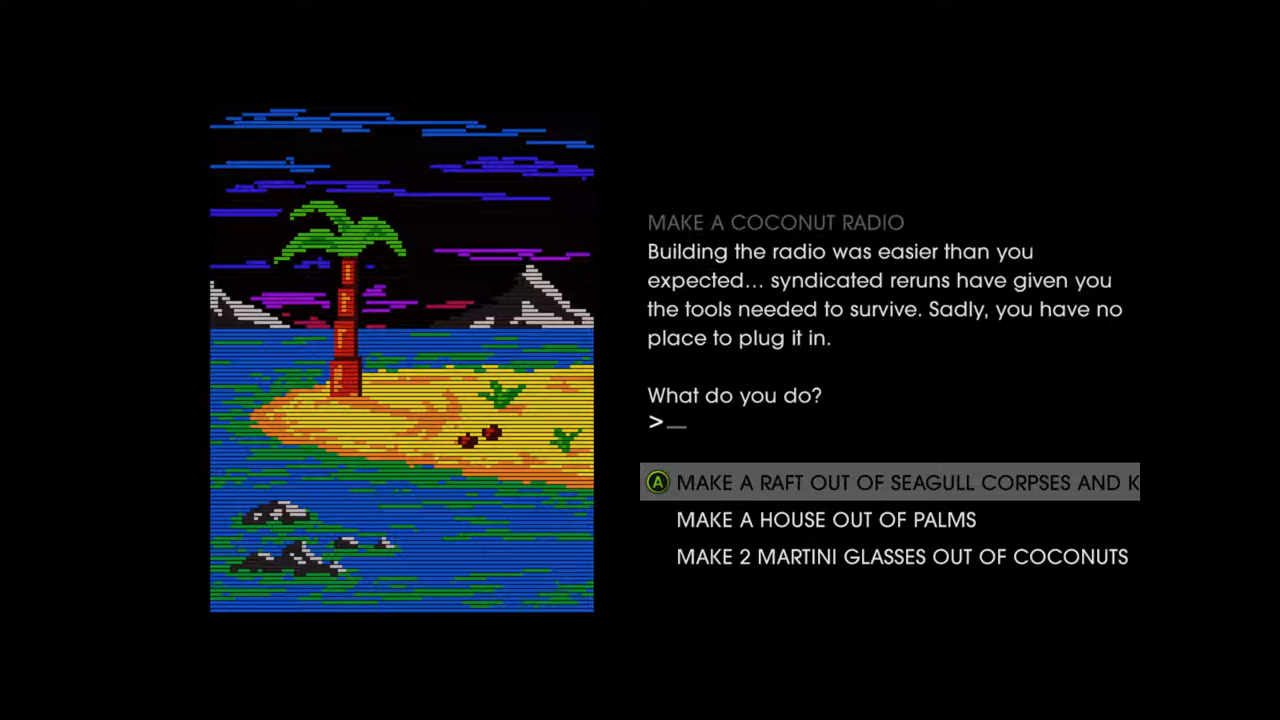 MAKE A COCONUT RADIO
Building the radio was easier than you
expected... syndicated reruns have given you
the tools needed to survive. Sadly, you have no
place to plug it in.
What do you do?
>_
A MAKE A RAFT OUT OF SEAGULL CORPSES AND K
MAKE A HOUSE OUT OF PALMS
MAKE 2 MARTINI GLASSES OUT OF COCONUTS